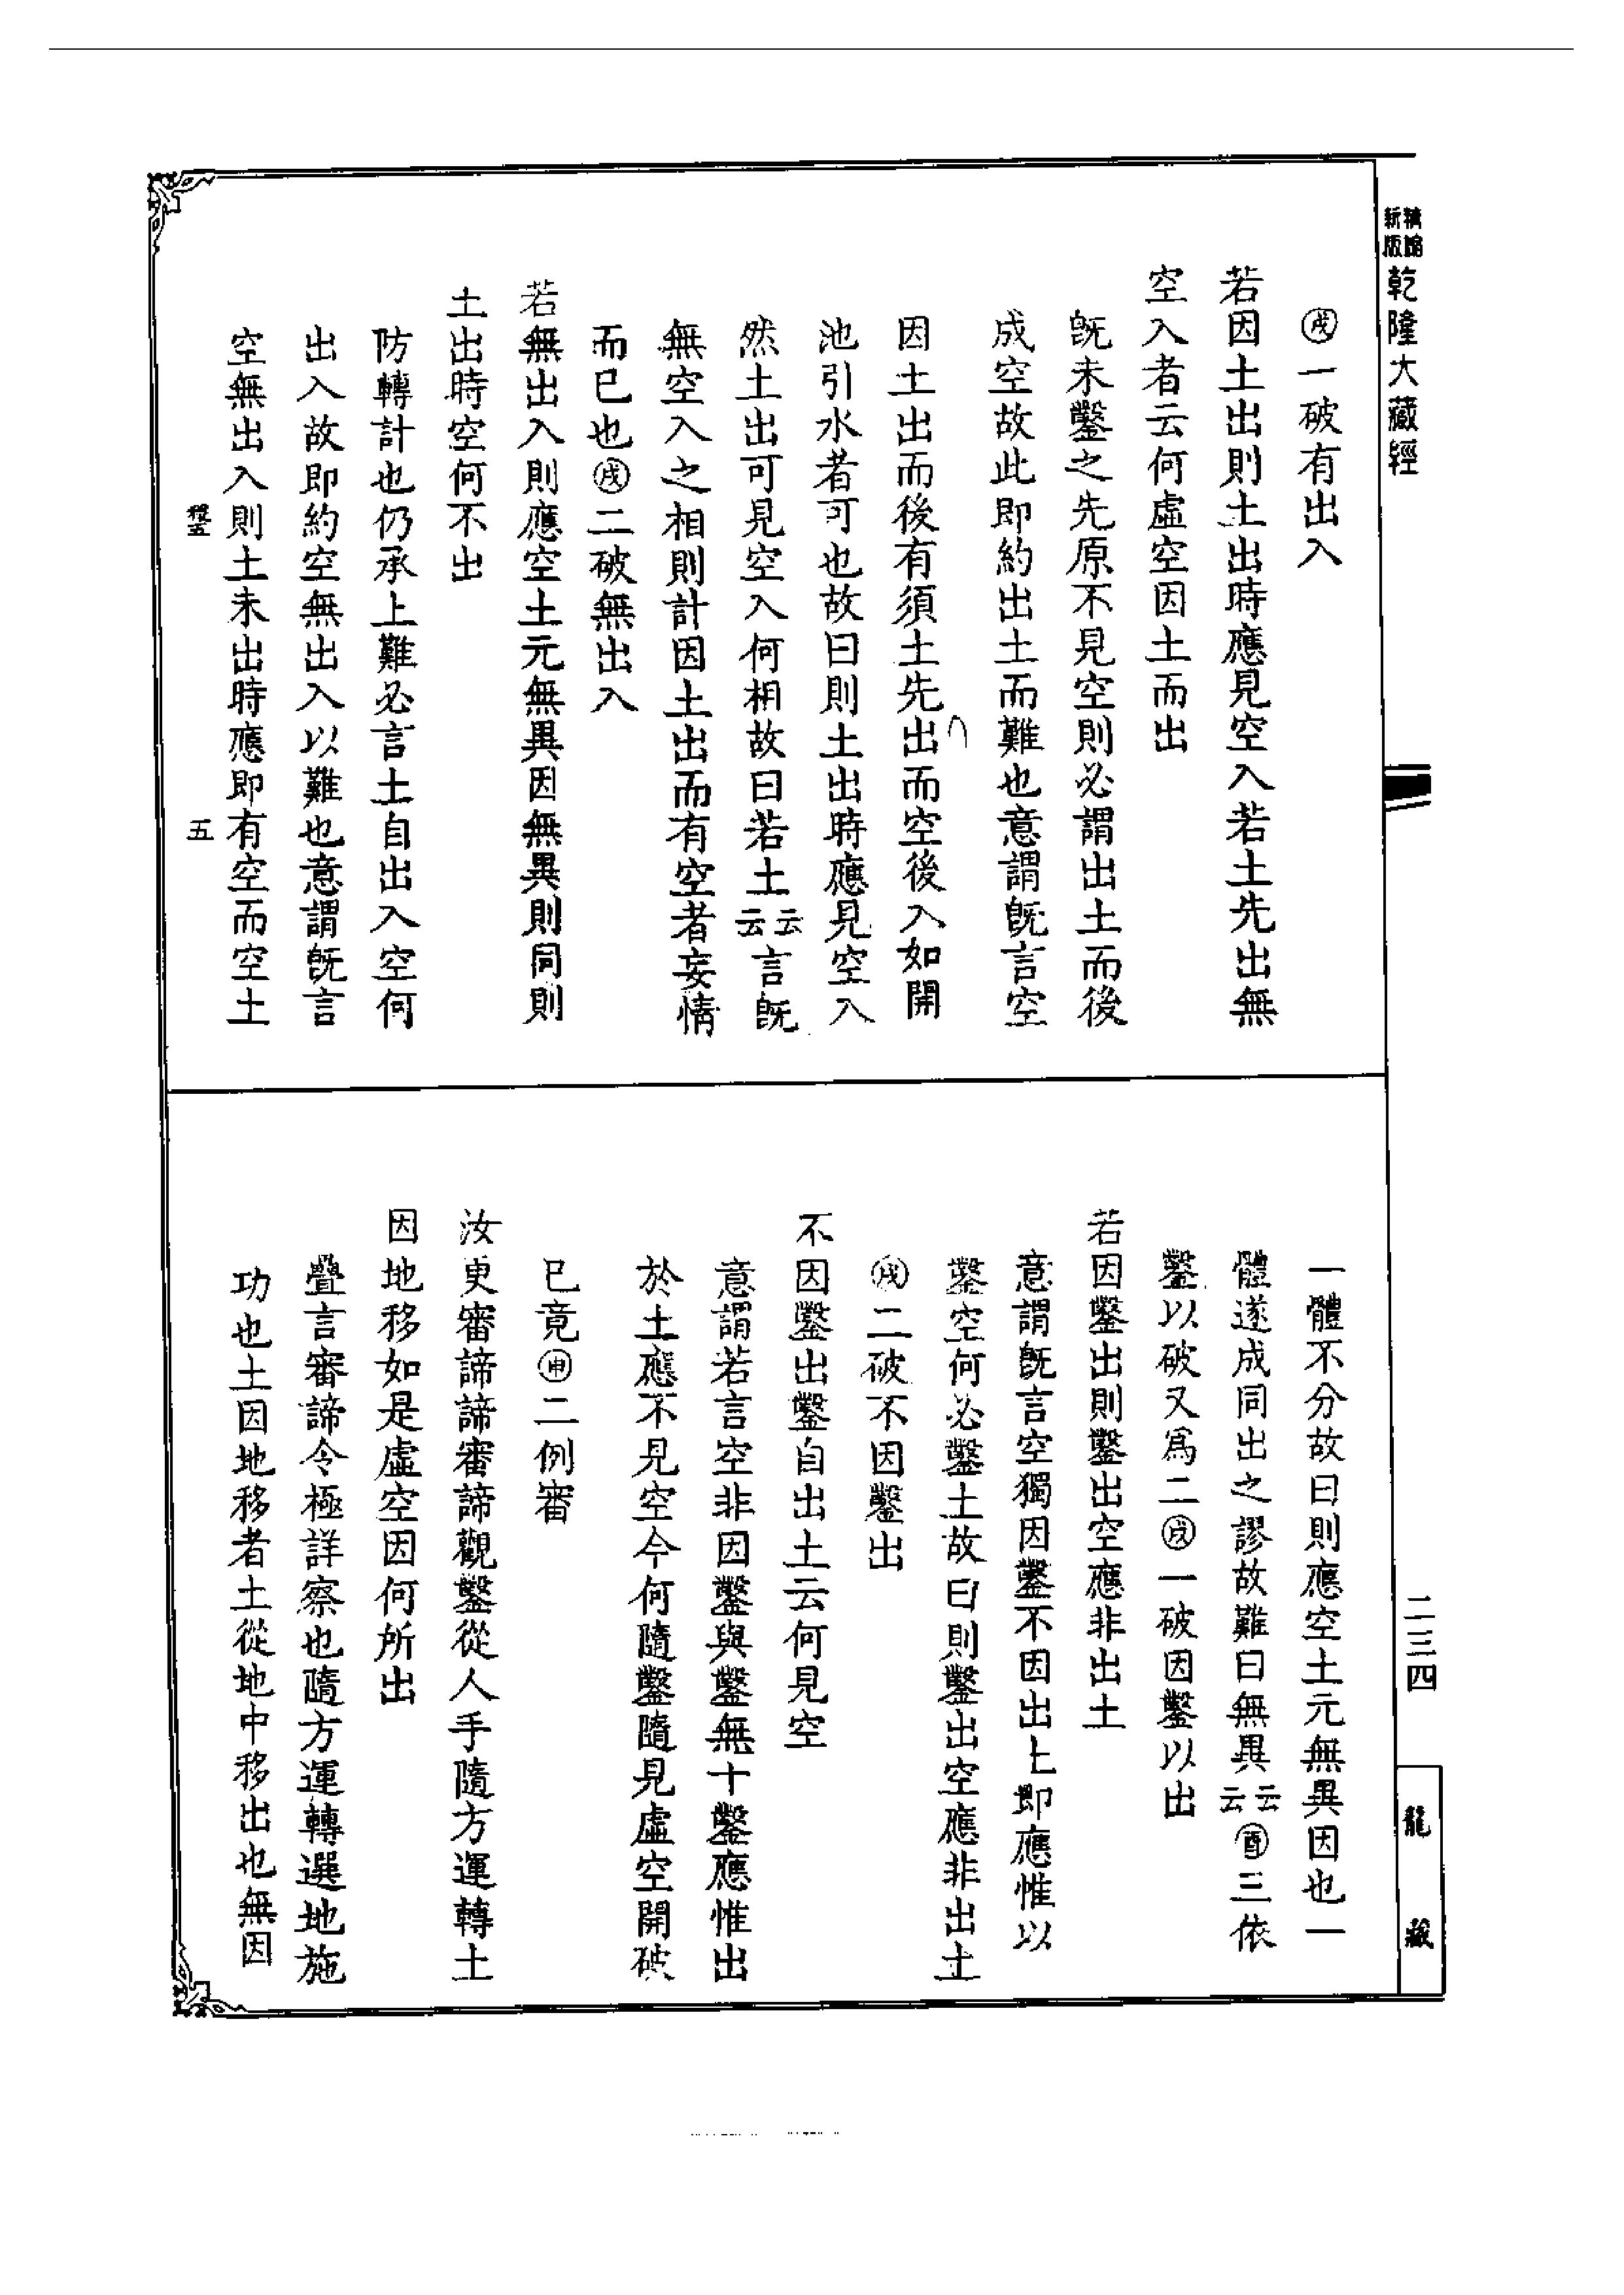 精縮新版
乾隆大藏經
㊍一破有出入
若因土出則土出時應見空入若土先出無
空入者云何虛空因土而出
旣未鑿之先原不見空則必謂出土而後
成空故此即約出土而難也意謂旣言空
因土出而後有須土先出而空後入如開
池引水者可也故曰則土出時應見空入
然土出可見空入何相故曰若土云云言旣
無空入之相則計因土出而有空者妄情
而已也戌二破無出入
若無出入則應空土元無異因無異則同則
土出時空何不出
防轉計也仍承上難必言土自出入空何
出入故即約空無出入以難也意謂旣言
空無出入則土未出時應即有空而空土
五
一體不分故曰則應空土元無異因也一
體遂成同出之謬故難曰無異云云酉三依
鑿以破又爲二戌一破因鑿以出
若因鑿出則鑿出空應非出土
意謂旣言空獨因鑿不因出土即應惟以
鑿空何必鑿土故曰則鑿出空應非出土
戌二破不因鑿出
不因鑿出鑿自出土云何見空
意謂若言空非因鑿與鑿無干鑿應惟出
於土應不見空今何隨鑿隨見虛空開破
已竟申二例審
汝更審諦諦審諦觀鑿從人手隨方運轉土
因地移如是虛空因何所出
疊言審諦令極詳察也隨方運轉選地施
功也土因地移者土從地中移出也無因
二三四
龍藏